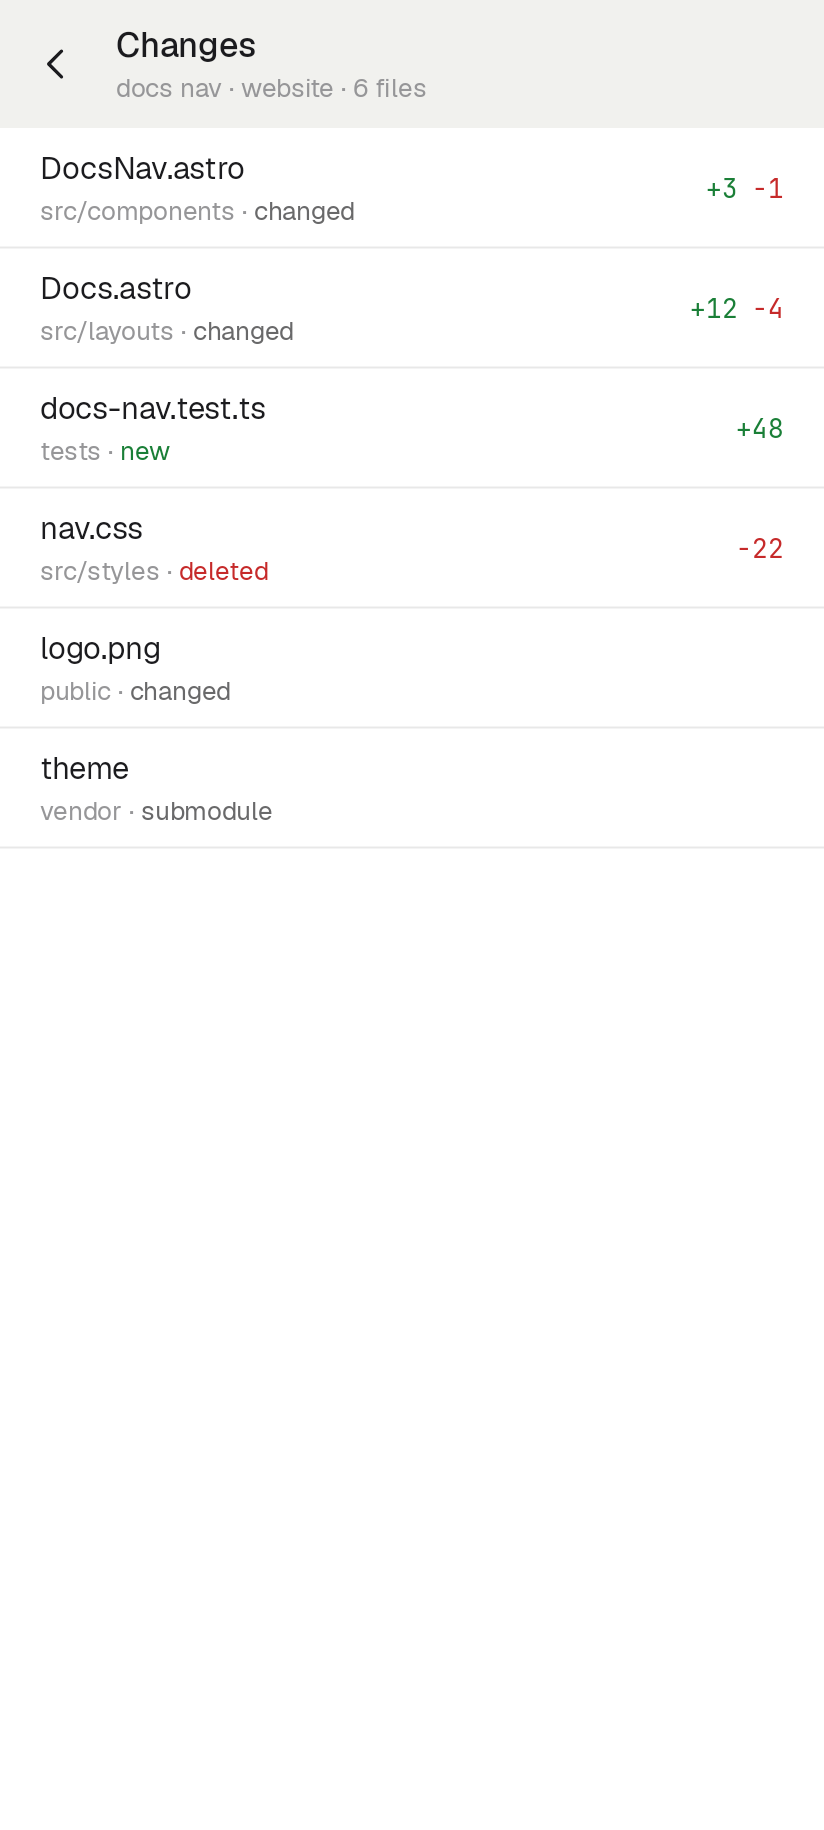 Changes
docs nav · website · 6 files
DocsNav.astro
src/components · changed
+3 -1
Docs.astro
src/layouts · changed
+12 -4
docs-nav.test.ts
tests · new
+48
nav.css
src/styles · deleted
-22
logo.png
public · changed
theme
vendor · submodule